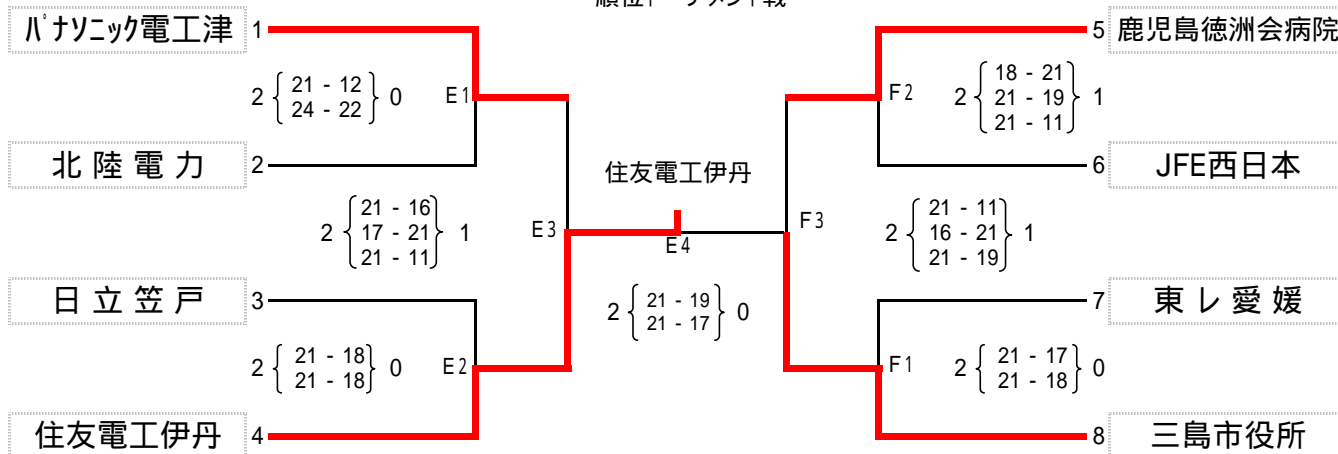 パナソニック電工津 1
5 鹿児島徳洲会病院
2 { 21 - 12 } 0
24 - 22
E1
F2
2 { 18 - 21 } 1
21 - 19
21 - 11
北陸電力 2
住友電工伊丹
6 JFE西日本
2 { 21 - 16 } 1
17 - 21
21 - 11
E3
E4
F3
2 { 21 - 11 } 1
16 - 21
21 - 19
日立笠戸 3
2 { 21 - 19 } 0
21 - 17
7 東レ愛媛
2 { 21 - 18 } 0
21 - 18
E2
F1
2 { 21 - 17 } 0
21 - 18
住友電工伊丹 4
8 三島市役所